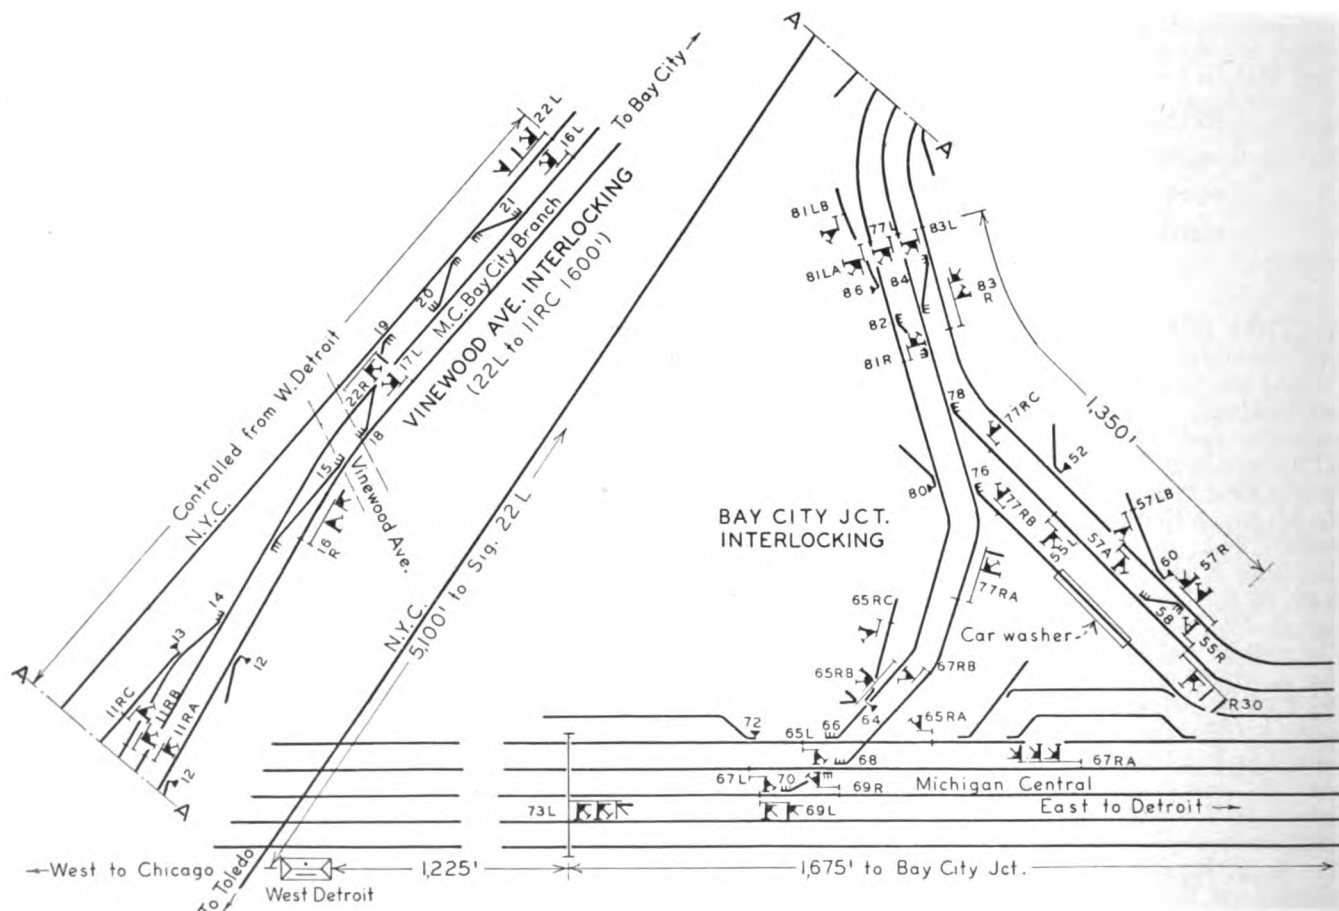 A
A
To Bay City →
22L
16L
21
M.C. Bay City Branch
VINEWOOD AVE. INTERLOCKING
(22L to 11RC 1600')
20
19
17L
22R
18
Controlled from W. Detroit
N.Y.C.
15
Vinewood Ave.
16R
14
13
12
11RC
11RB
11RA
12
A
A
N.Y.C.
5,100' to Sig. 22L
81LB
77L
83L
81LA
86
84
83R
82
81R
78
77RC
1,350'
52
76
77RB
80
57LB
55L
57A
60
57R
58
55R
BAY CITY JCT.
INTERLOCKING
77RA
Car washer
65RC
65RB
67RB
64
65RA
R30
72
66
65L
68
67RA
67L
70
69R
Michigan Central
East to Detroit →
73L
69L
← West to Chicago
1,225'
1,675' to Bay City Jct.
To Toledo
West Detroit